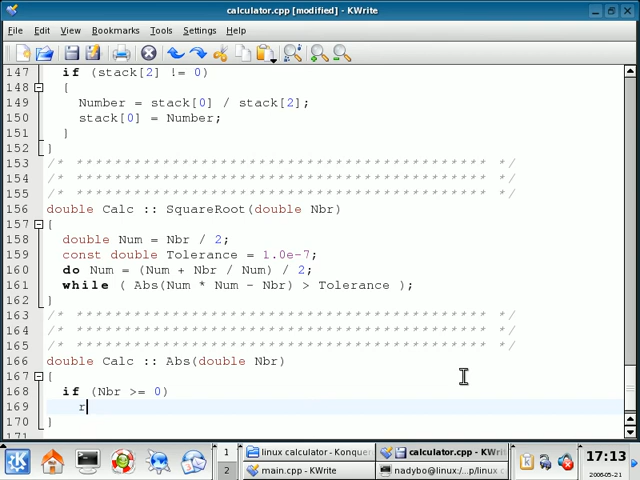 calculator.cpp [modified] - KWrite
File Edit View Bookmarks Tools Settings Help
147 if (stack[2] != 0)
148 {
149 Number = stack[0] / stack[2];
150 stack[0] = Number;
151 }
152 }
153 /* ******************************************* */
154 /* ******************************************* */
155 /* ******************************************* */
156 double Calc :: SquareRoot(double Nbr)
157 {
158 double Num = Nbr / 2;
159 const double Tolerance = 1.0e-7;
160 do Num = (Num + Nbr / Num) / 2;
161 while ( Abs(Num * Num - Nbr) > Tolerance );
162 }
163 /* ******************************************* */
164 /* ******************************************* */
165 /* ******************************************* */
166 double Calc :: Abs(double Nbr)
167 {
168 if (Nbr >= 0)
169 r
170 }
171
1 linux calculator - Konquer calculator.cpp - KWrit 17:13
2 main.cpp - KWrite nadybo@linux:/...p/linux c 2006-05-21